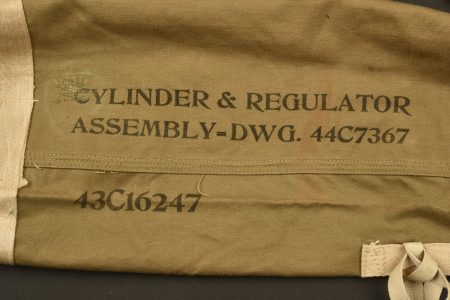 CYLINDER & REGULATOR
ASSEMBLY-DWG. 44C7367
43C16247